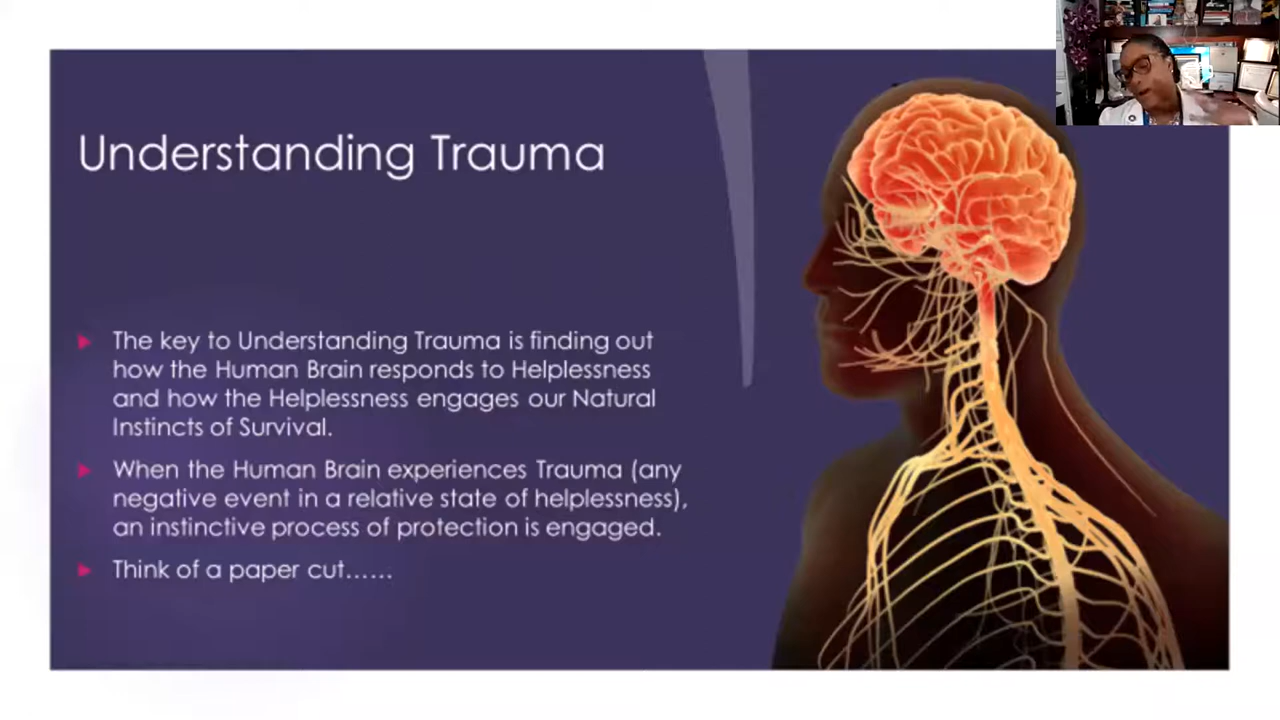 Understanding Trauma
The key to Understanding Trauma is finding out
how the Human Brain responds to Helplessness
and how the Helplessness engages our Natural
Instincts of Survival.
When the Human Brain experiences Trauma (any
negative event in a relative state of helplessness),
an instinctive process of protection is engaged.
Think of a paper cut……